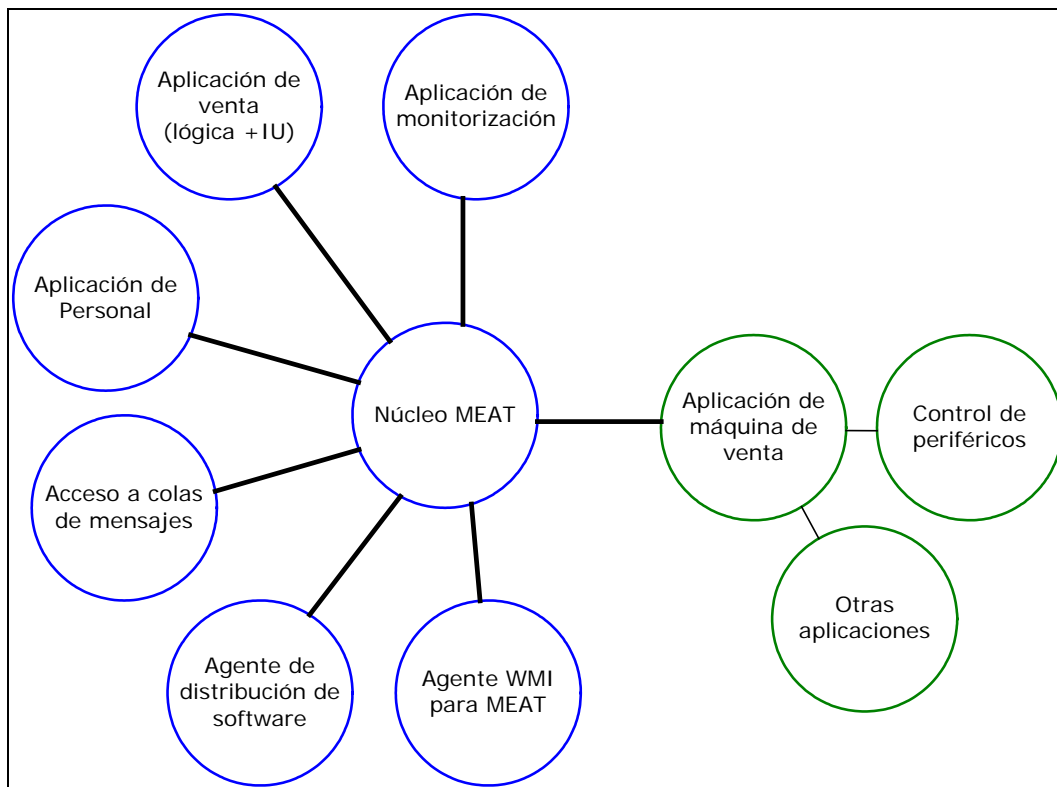 Aplicación de
venta
(lógica +IU)
Aplicación de
monitorización
Aplicación de
Personal
Núcleo MEAT
Aplicación de
máquina de
venta
Control de
periféricos
Acceso a colas
de mensajes
Otras
aplicaciones
Agente de
distribución de
software
Agente WMI
para MEAT